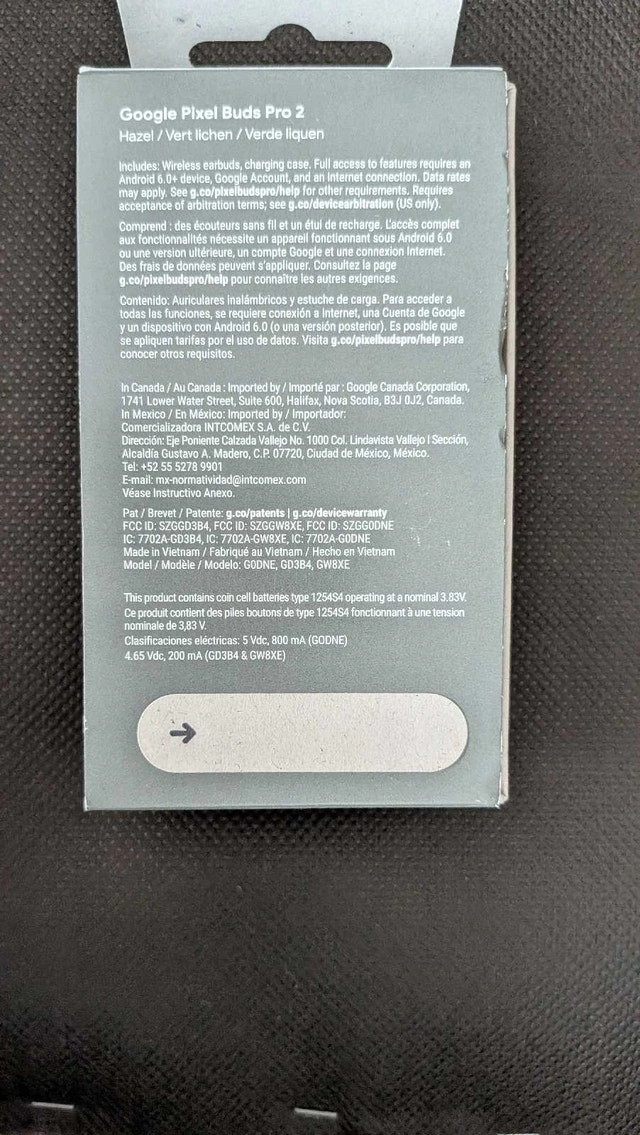 Google Pixel Buds Pro 2
Hazel / Vert lichen / Verde liquen
Includes: Wireless earbuds, charging case. Full access to features requires an
Android 6.0+ device, Google Account, and an internet connection. Data rates
may apply. See g.co/pixelbudspro/help for other requirements. Requires
acceptance of arbitration terms; see g.co/devicearbitration (US only).
Comprend : des écouteurs sans fil et un étui de recharge. L'accès complet
aux fonctionnalités nécessite un appareil fonctionnant sous Android 6.0
ou une version ultérieure, un compte Google et une connexion Internet.
Des frais de données peuvent s'appliquer. Consultez la page
g.co/pixelbudspro/help pour connaître les autres exigences.
Contenido: Auriculares inalámbricos y estuche de carga. Para acceder a
todas las funciones, se requiere conexión a Internet, una Cuenta de Google
y un dispositivo con Android 6.0 (o una versión posterior). Es posible que
se apliquen tarifas por el uso de datos. Visita g.co/pixelbudspro/help para
conocer otros requisitos.
In Canada / Au Canada : Imported by / Importé par : Google Canada Corporation,
1741 Lower Water Street, Suite 600, Halifax, Nova Scotia, B3J 0J2, Canada.
In Mexico / En México: Imported by / Importador:
Comercializadora INTCOMEX S.A. de C.V.
Dirección: Eje Poniente Calzada Vallejo No. 1000 Col. Lindavista Vallejo I Sección,
Alcaldía Gustavo A. Madero, C.P. 07720, Ciudad de México, México.
Tel: +52 55 5278 9901
E-mail: mx-normatividad@intcomex.com
Véase Instructivo Anexo.
Pat / Brevet / Patente: g.co/patents | g.co/devicewarranty
FCC ID: SZGGD3B4, FCC ID: SZGGW8XE, FCC ID: SZGG0DNE
IC: 7702A-GD3B4, IC: 7702A-GW8XE, IC: 7702A-G0DNE
Made in Vietnam / Fabriqué au Vietnam / Hecho en Vietnam
Model / Modèle / Modelo: G0DNE, GD3B4, GW8XE
This product contains coin cell batteries type 1254S4 operating at a nominal 3.83V.
Ce produit contient des piles boutons de type 1254S4 fonctionnant à une tension
nominale de 3,83 V.
Clasificaciones eléctricas: 5 Vdc, 800 mA (G0DNE)
4.65 Vdc, 200 mA (GD3B4 & GW8XE)